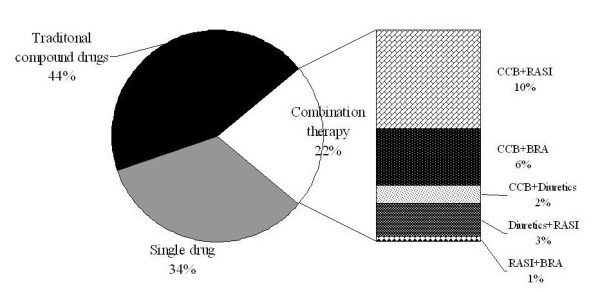 Traditonal
compound drugs
44%
Combination
therapy
22%
Single drug
34%
CCB+RASI
10%
CCB+BRA
6%
CCB+Diuretics
2%
Diuretics+RASI
3%
RASI+BRA
1%